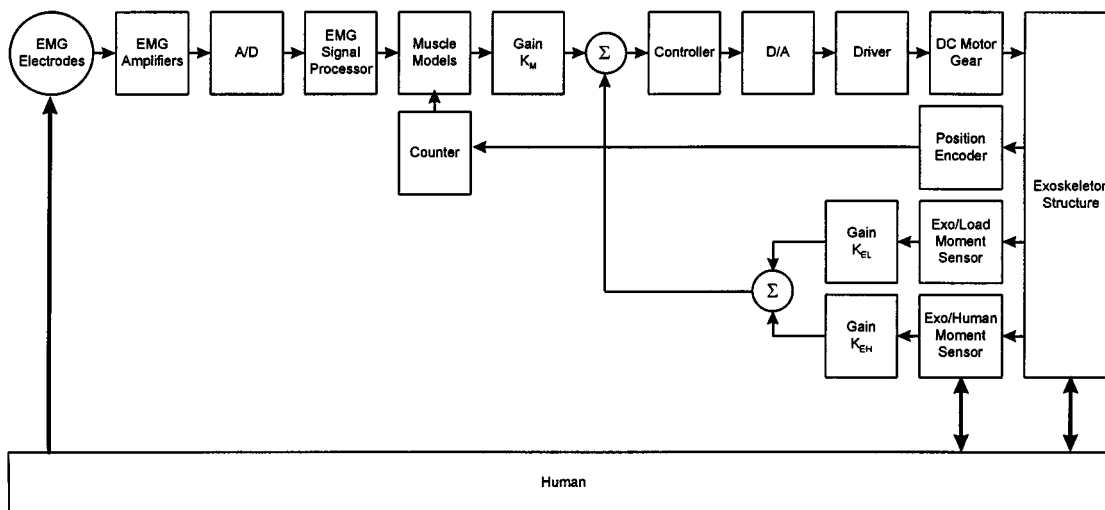 EMG
Electrodes
EMG
Amplifiers
A/D
EMG
Signal
Processor
Muscle
Models
Gain
K_M
Σ
Controller
D/A
Driver
DC Motor
Gear
Counter
Position
Encoder
Exoskeleton
Structure
Gain
K_EL
Exo/Load
Moment
Sensor
Σ
Gain
K_EH
Exo/Human
Moment
Sensor
Human